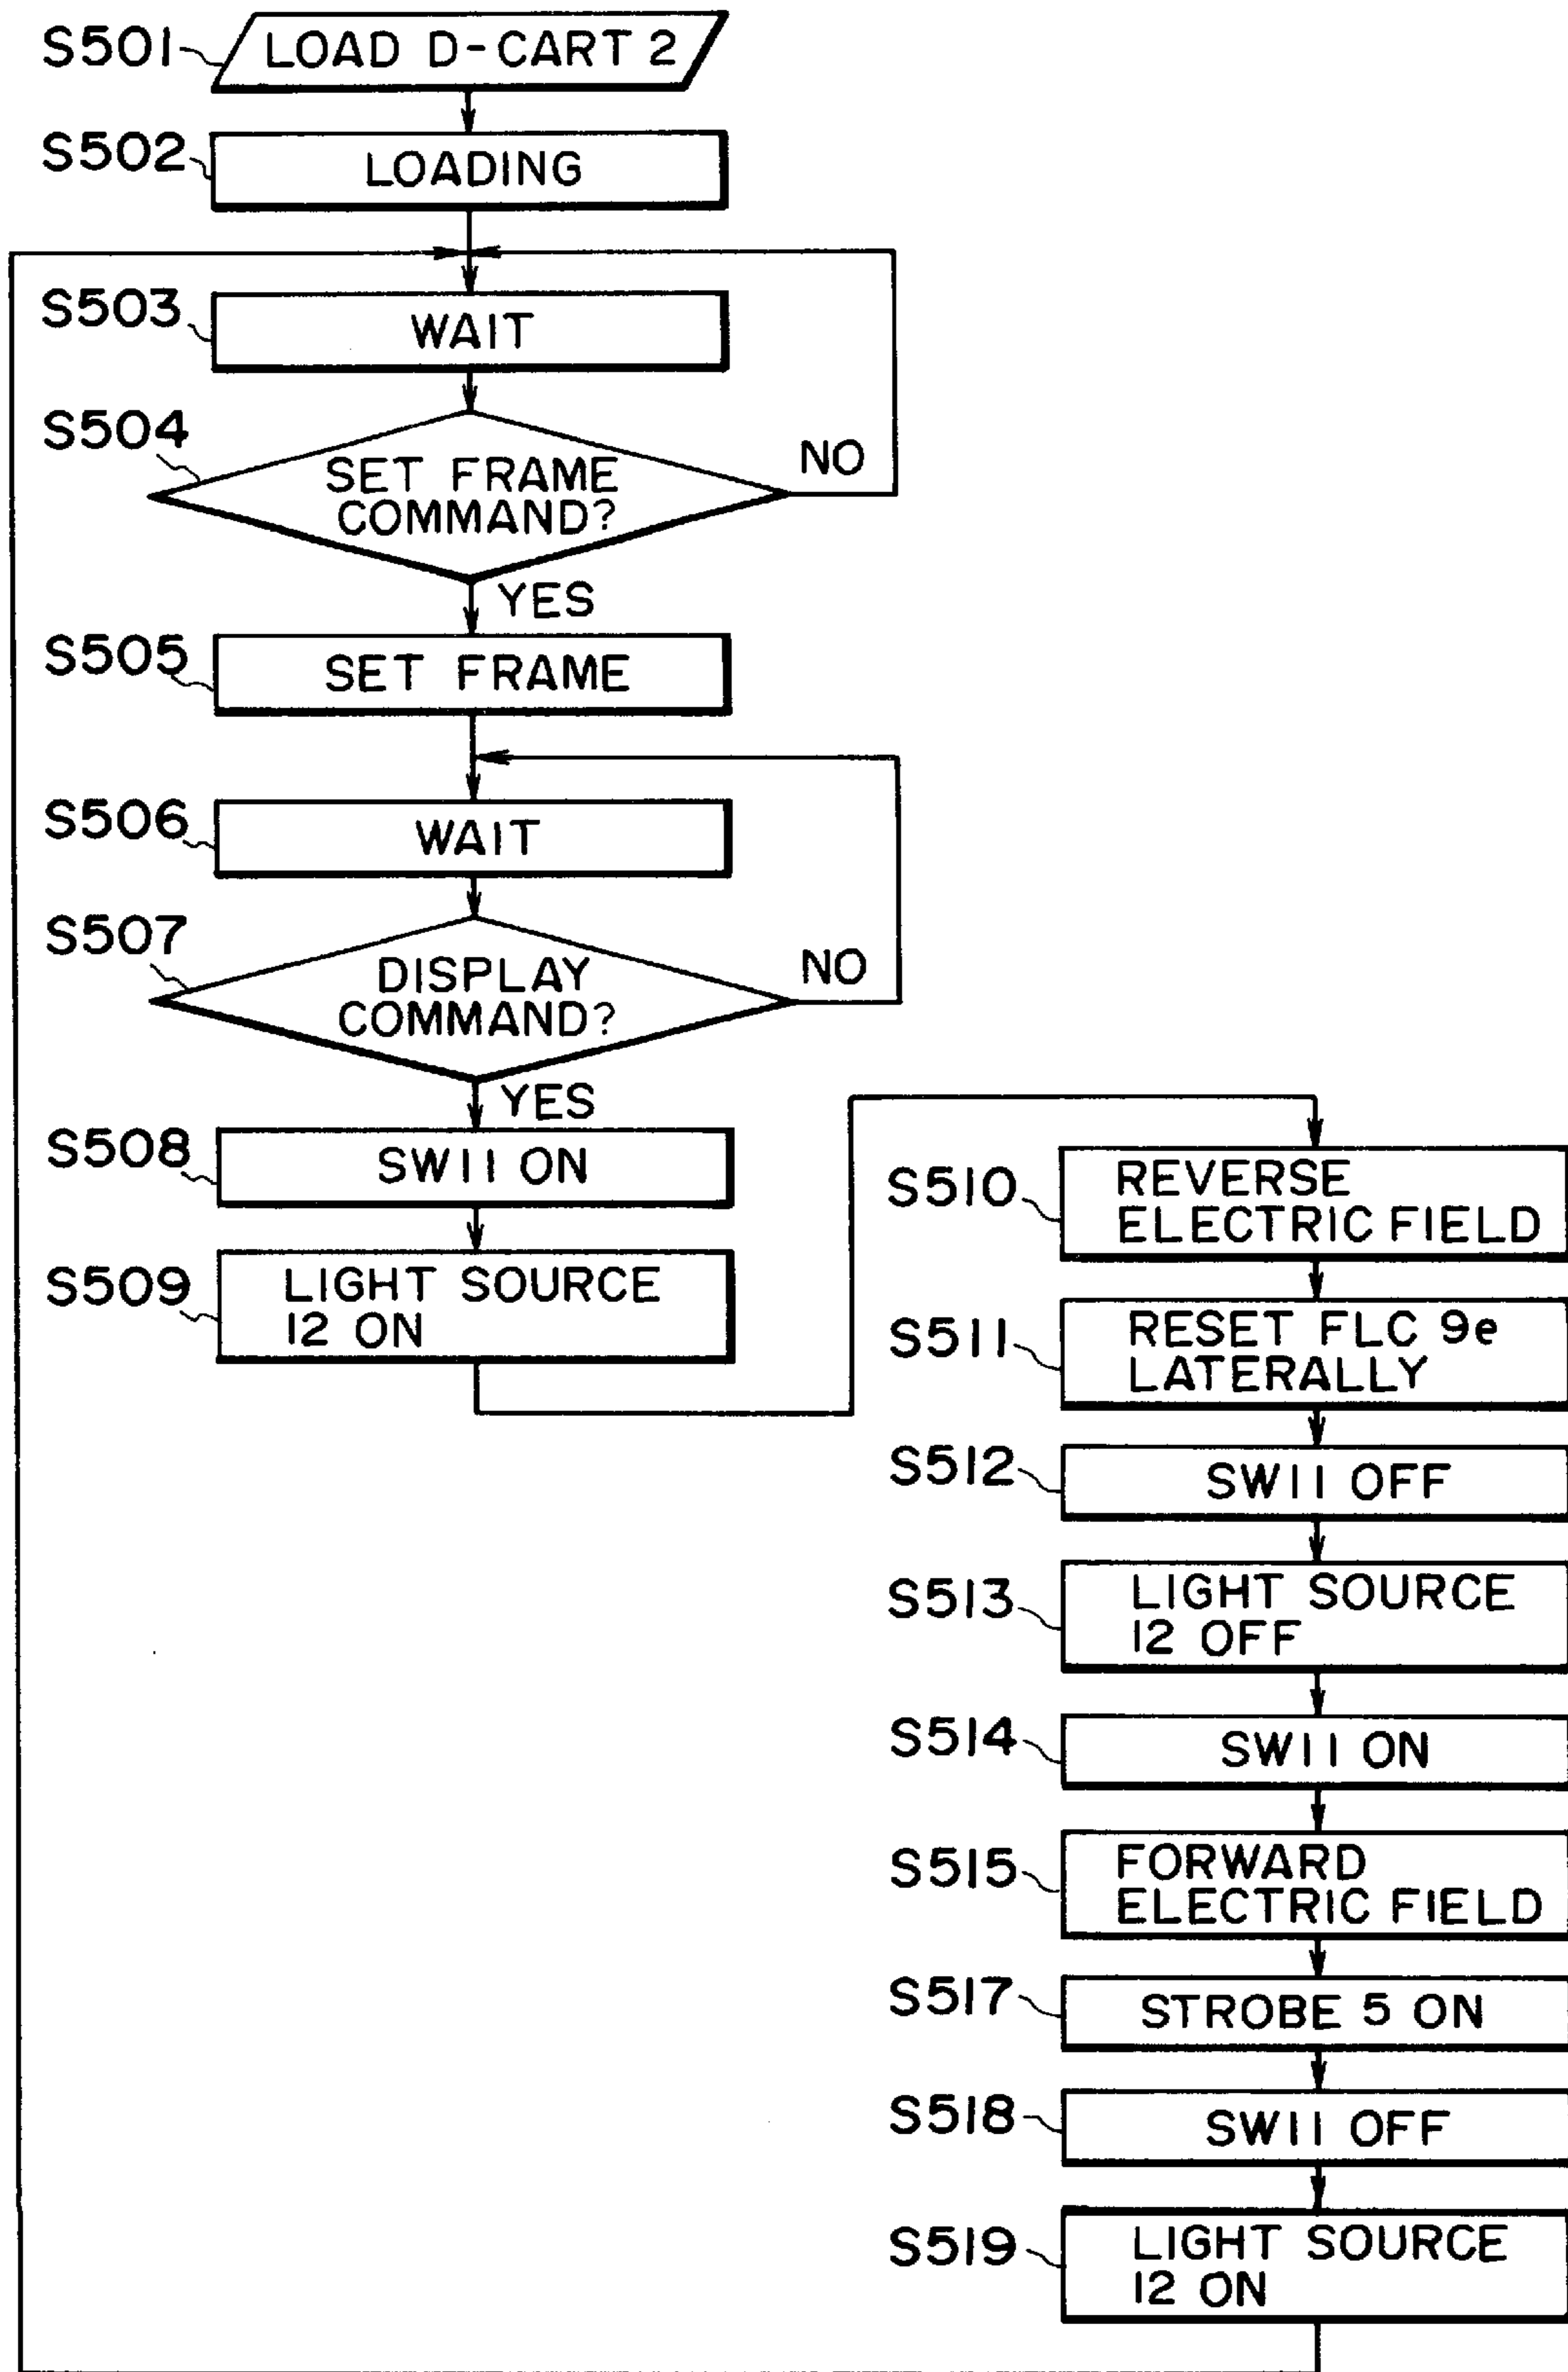 S501
LOAD D-CART 2
S502
LOADING
S503
WAIT
S504
SET FRAME
COMMAND?
NO
YES
S505
SET FRAME
S506
WAIT
S507
DISPLAY
COMMAND?
NO
YES
S508
SW11 ON
S509
LIGHT SOURCE
12 ON
S510
REVERSE
ELECTRIC FIELD
S511
RESET FLC 9e
LATERALLY
S512
SW11 OFF
S513
LIGHT SOURCE
12 OFF
S514
SW11 ON
S515
FORWARD
ELECTRIC FIELD
S517
STROBE 5 ON
S518
SW11 OFF
S519
LIGHT SOURCE
12 ON